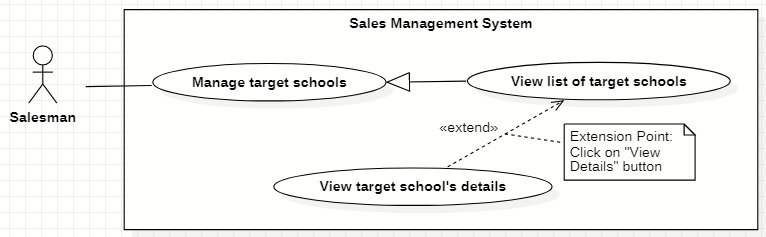 Sales Management System
Manage target schools
View list of target schools
Salesman
«extend»
Extension Point:
Click on "View
Details" button
View target school's details